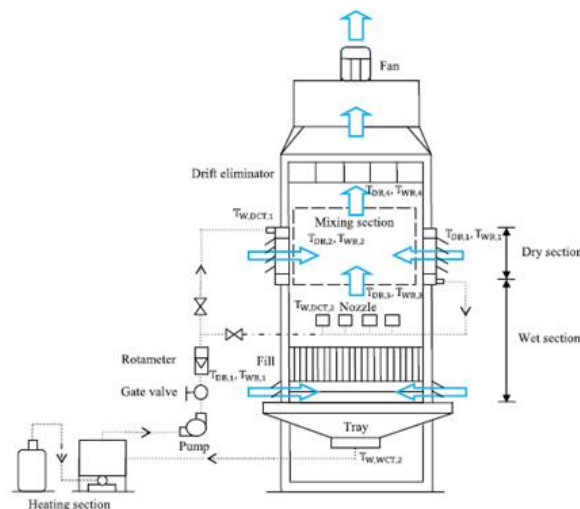 Fan
Drift eliminator
T_DB,4, T_WB,4
T_W,DCT,1
Mixing section
T_DB,2, T_WB,2
T_DB,1, T_WB,1
Dry section
T_DB,3, T_WB,3
T_W,DCT,2
Nozzle
Wet section
Rotameter
Fill
T_DB,1, T_WB,1
Gate valve
Tray
Pump
T_W,WCT,2
Heating section